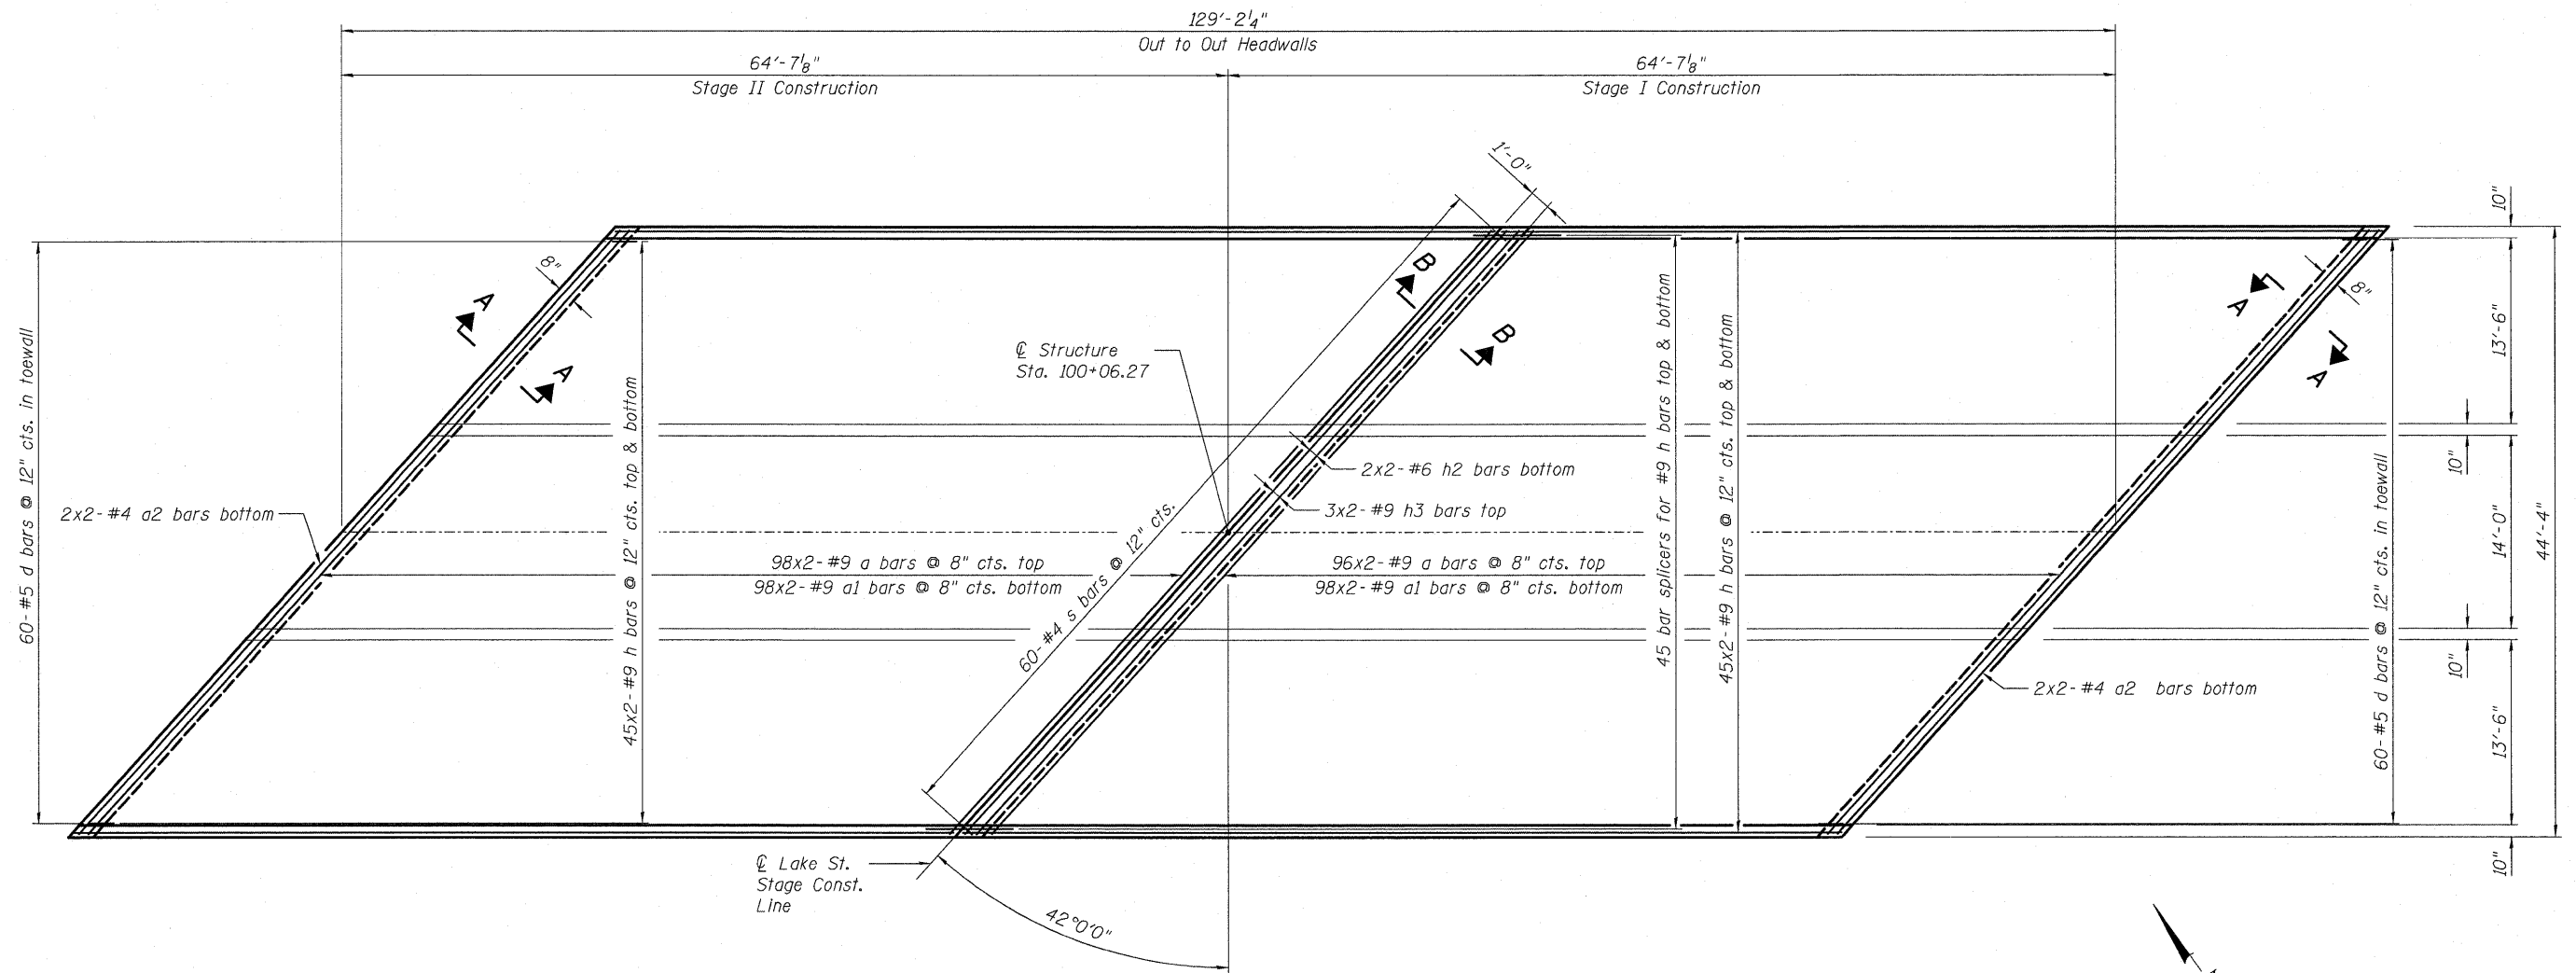 129'-2¼"
Out to Out Headwalls
64'-7⅛"
64'-7⅛"
Stage II Construction
Stage I Construction
1'-0"
10"
8"
B
A
A
8"
13'-6"
60-#5 d bars @ 12" cts. in toewall
A
45x2-#9 h bars @ 12" cts. top & bottom
B
45 bar splicers for #9 h bars top & bottom
45x2-#9 h bars @ 12" cts. top & bottom
A
℄ Structure
Sta. 100+06.27
10"
2x2-#6 h2 bars bottom
3x2-#9 h3 bars top
2x2-#4 a2 bars bottom
60-#4 s bars @ 12" cts.
14'-0"
44'-4"
98x2-#9 a bars @ 8" cts. top
98x2-#9 a1 bars @ 8" cts. bottom
96x2-#9 a bars @ 8" cts. top
98x2-#9 a1 bars @ 8" cts. bottom
60-#5 d bars @ 12" cts. in toewall
10"
2x2-#4 a2 bars bottom
13'-6"
10"
℄ Lake St.
Stage Const.
Line
42°0'0"